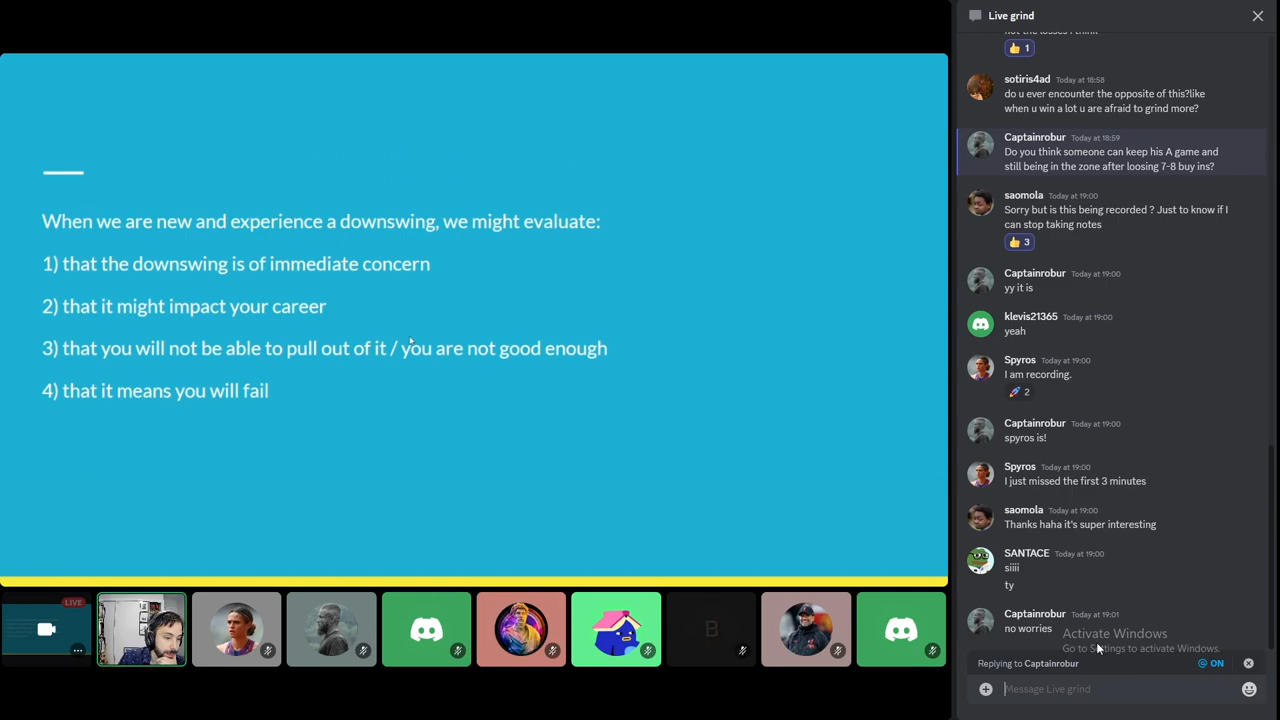 When we are new and experience a downswing, we might evaluate:
1) that the downswing is of immediate concern
2) that it might impact your career
3) that you will not be able to pull out of it / you are not good enough
4) that it means you will fail
LIVE
B
Live grind
not the losses i think
1
sotiris4ad Today at 18:58
do u ever encounter the opposite of this?like
when u win a lot u are afraid to grind more?
Captainrobur Today at 18:59
Do you think someone can keep his A game and
still being in the zone after loosing 7-8 buy ins?
saomola Today at 19:00
Sorry but is this being recorded ? Just to know if I
can stop taking notes
3
Captainrobur Today at 19:00
yy it is
klevis21365 Today at 19:00
yeah
Spyros Today at 19:00
I am recording.
2
Captainrobur Today at 19:00
spyros is!
Spyros Today at 19:00
I just missed the first 3 minutes
saomola Today at 19:00
Thanks haha it's super interesting
SANTACE Today at 19:00
siiii
ty
Captainrobur Today at 19:01
no worries
Activate Windows
Go to Settings to activate Windows.
Replying to Captainrobur @ ON
Message Live grind